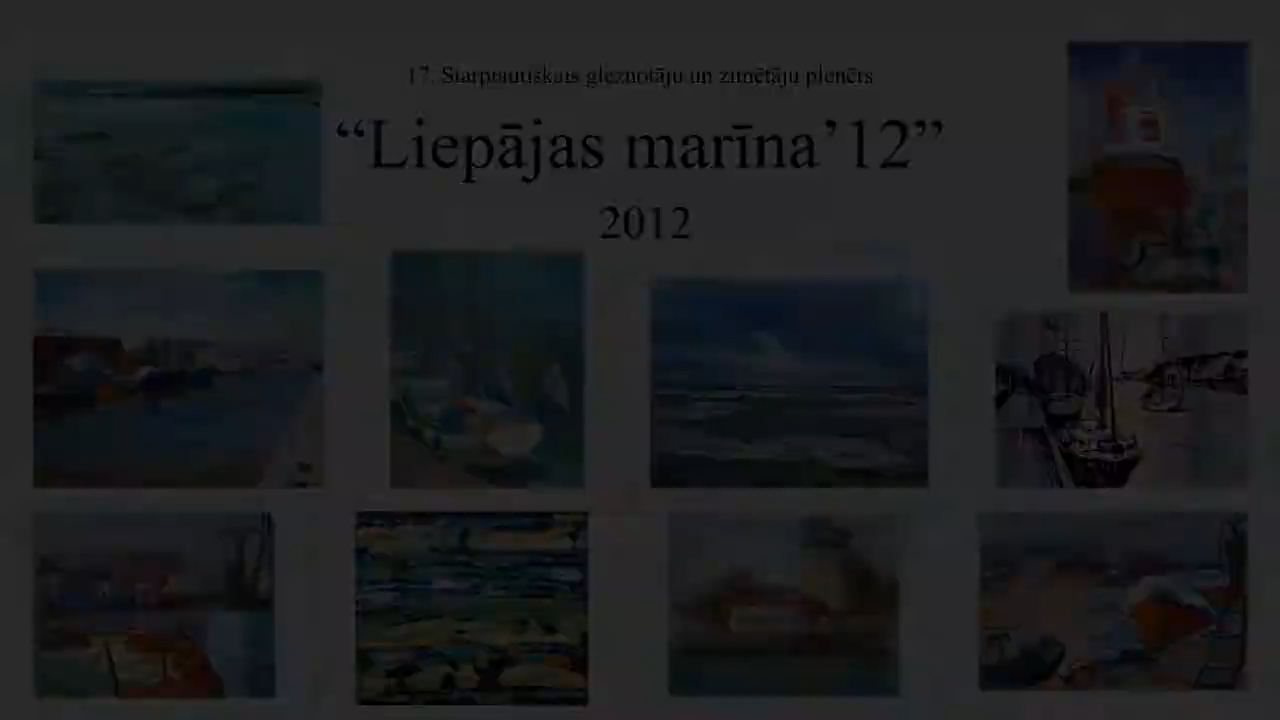 17. Starptautiskais gleznotāju un zīmētāju plenērs
“Liepājas marīna’12”
2012